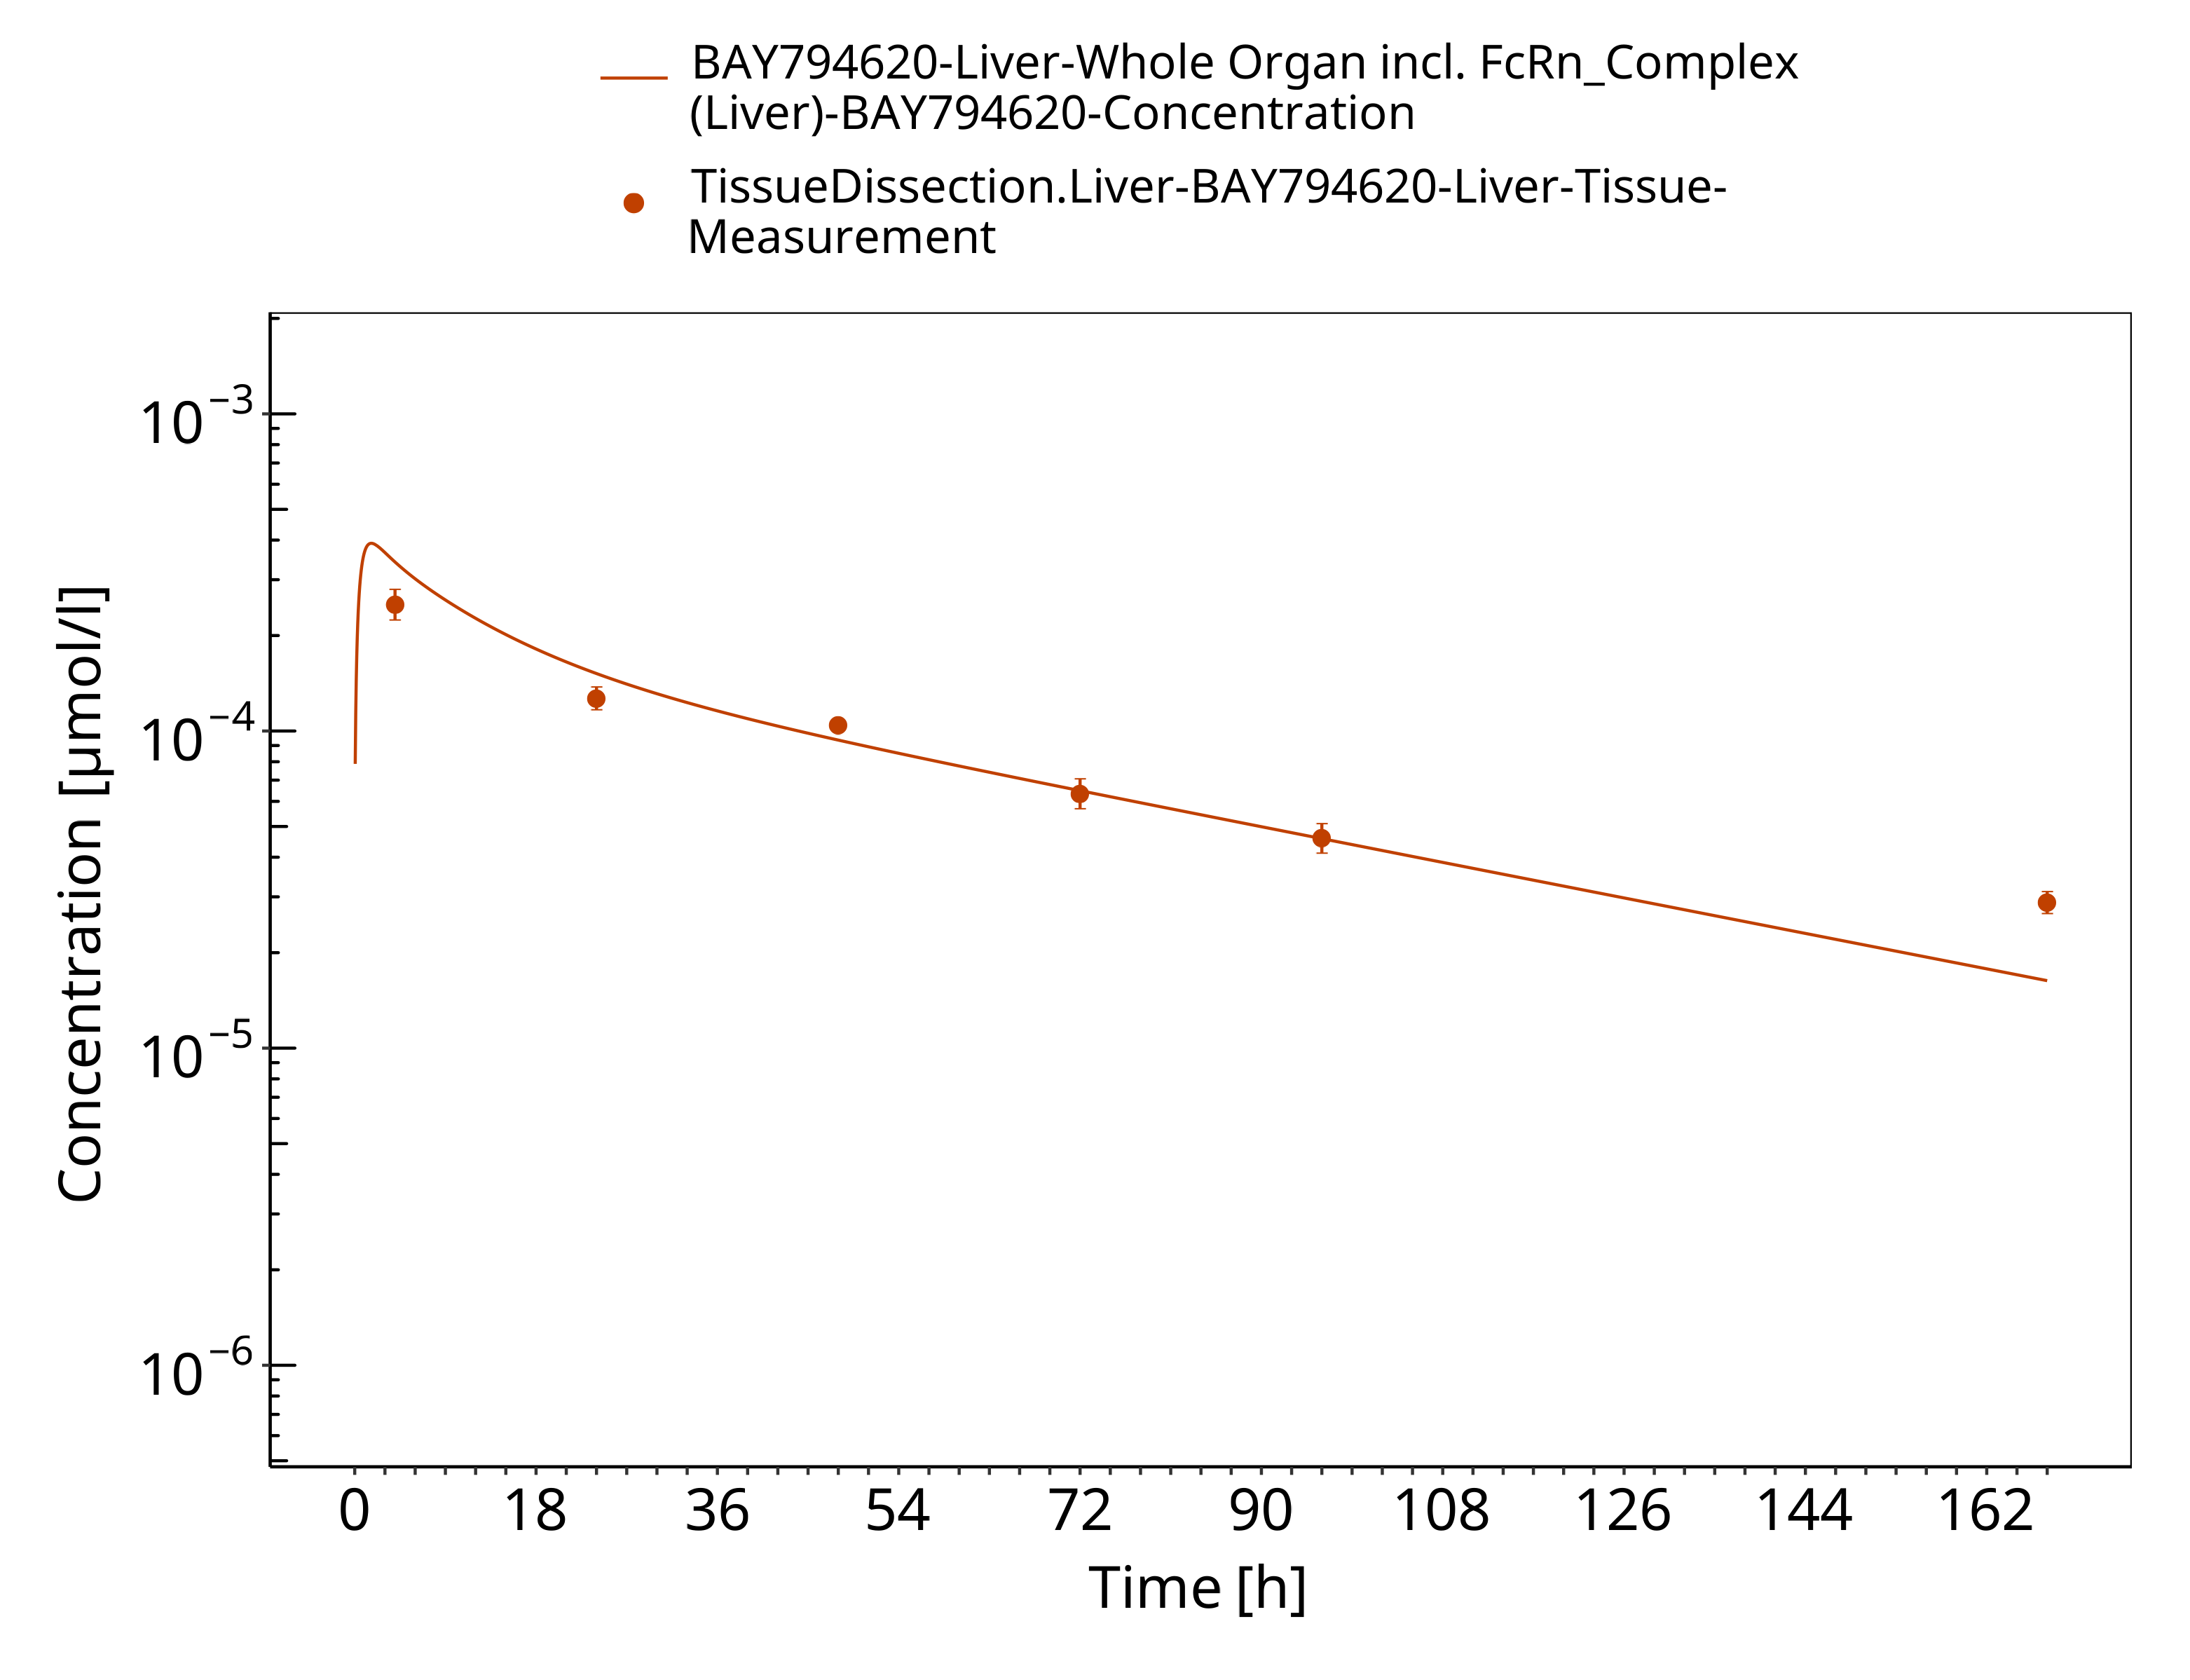 BAY794620-Liver-Whole Organ incl. FcRn_Complex
(Liver)-BAY794620-Concentration
TissueDissection.Liver-BAY794620-Liver-Tissue-
Measurement
Concentration [µmol/l]
10⁻³
10⁻⁴
10⁻⁵
10⁻⁶
0 18 36 54 72 90 108 126 144 162
Time [h]